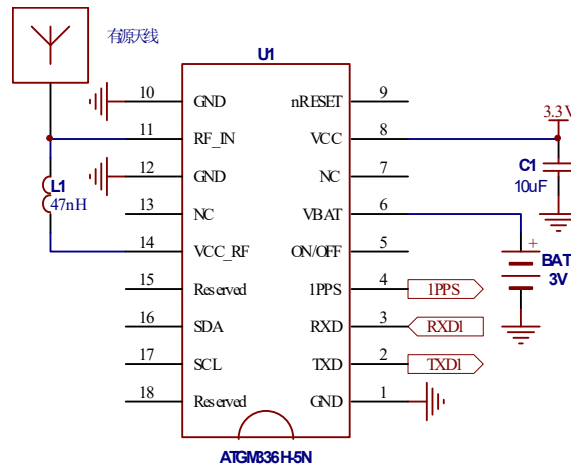 有源天线
U1
10 GND nRESET 9
11 RF_IN VCC 8
3.3 V
12 GND NC 7
C1
10uF
L1
47nH
13 NC VBAT 6
14 VCC_RF ON/OFF 5
+
BAT
3V
15 Reserved 1PPS 4 1PPS
16 SDA RXD 3 RXD1
17 SCL TXD 2 TXD1
18 Reserved GND 1
ATGM336H-5N